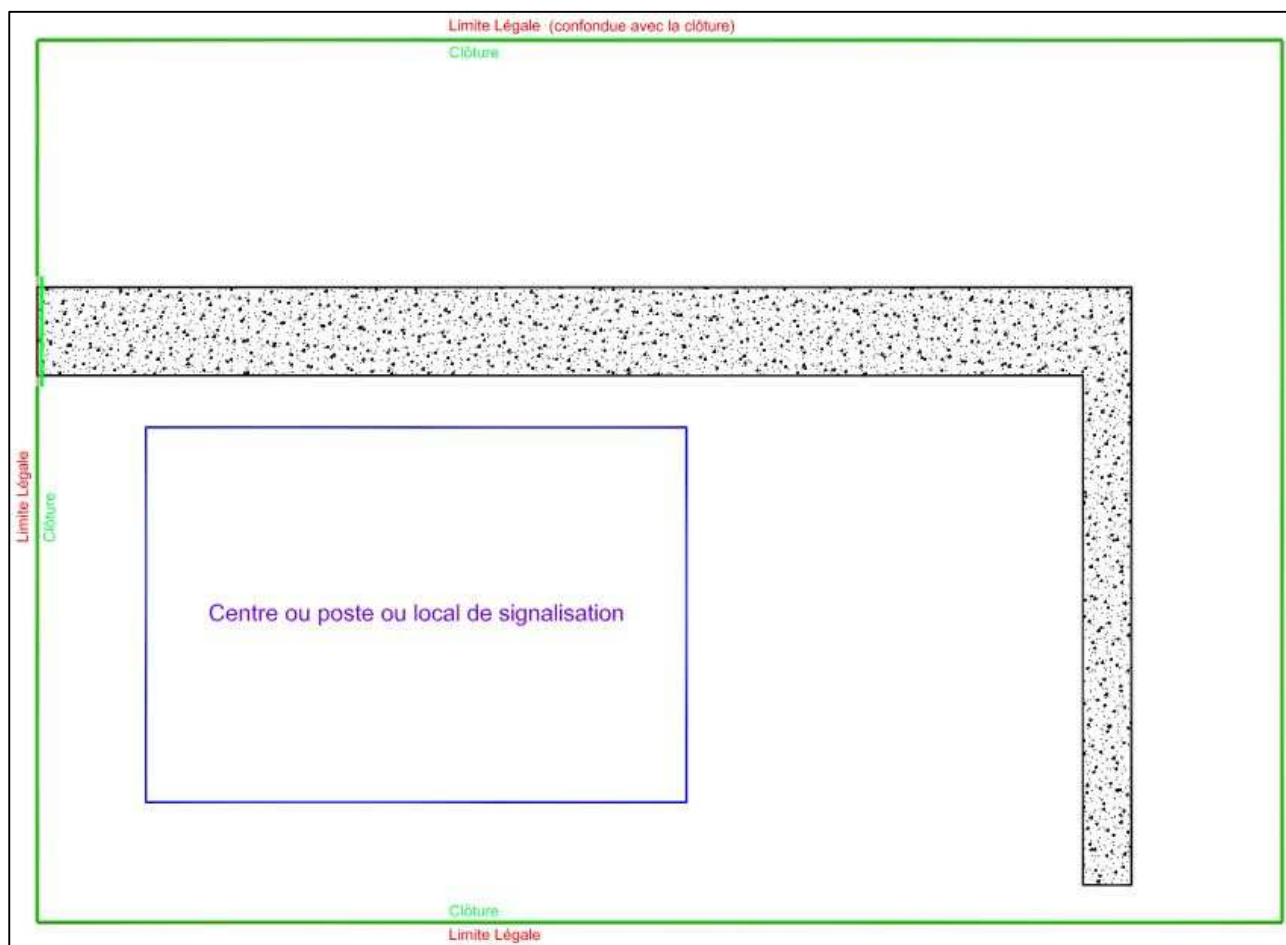 Limite Légale (confondue avec la clôture)
Clôture
Limite Légale
Clôture
Centre ou poste ou local de signalisation
Clôture
Limite Légale